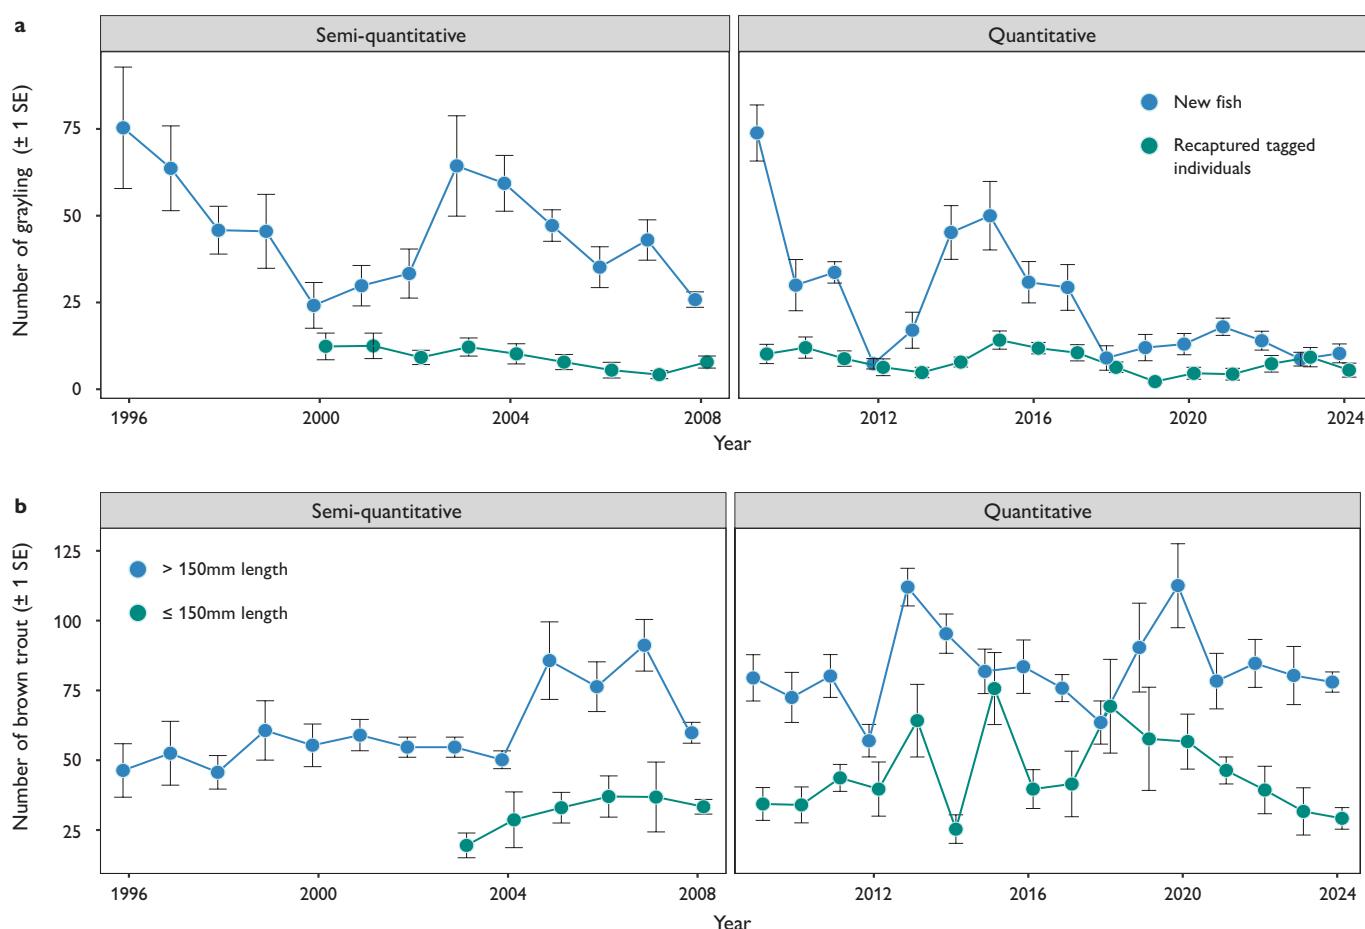 a
Semi-quantitative
Quantitative
Number of grayling (± 1 SE)
75
50
25
0
New fish
Recaptured tagged
individuals
1996
2000
2004
2008
2012
2016
2020
2024
Year
b
Semi-quantitative
Quantitative
Number of brown trout (± 1 SE)
125
100
75
50
25
> 150mm length
≤ 150mm length
1996
2000
2004
2008
2012
2016
2020
2024
Year